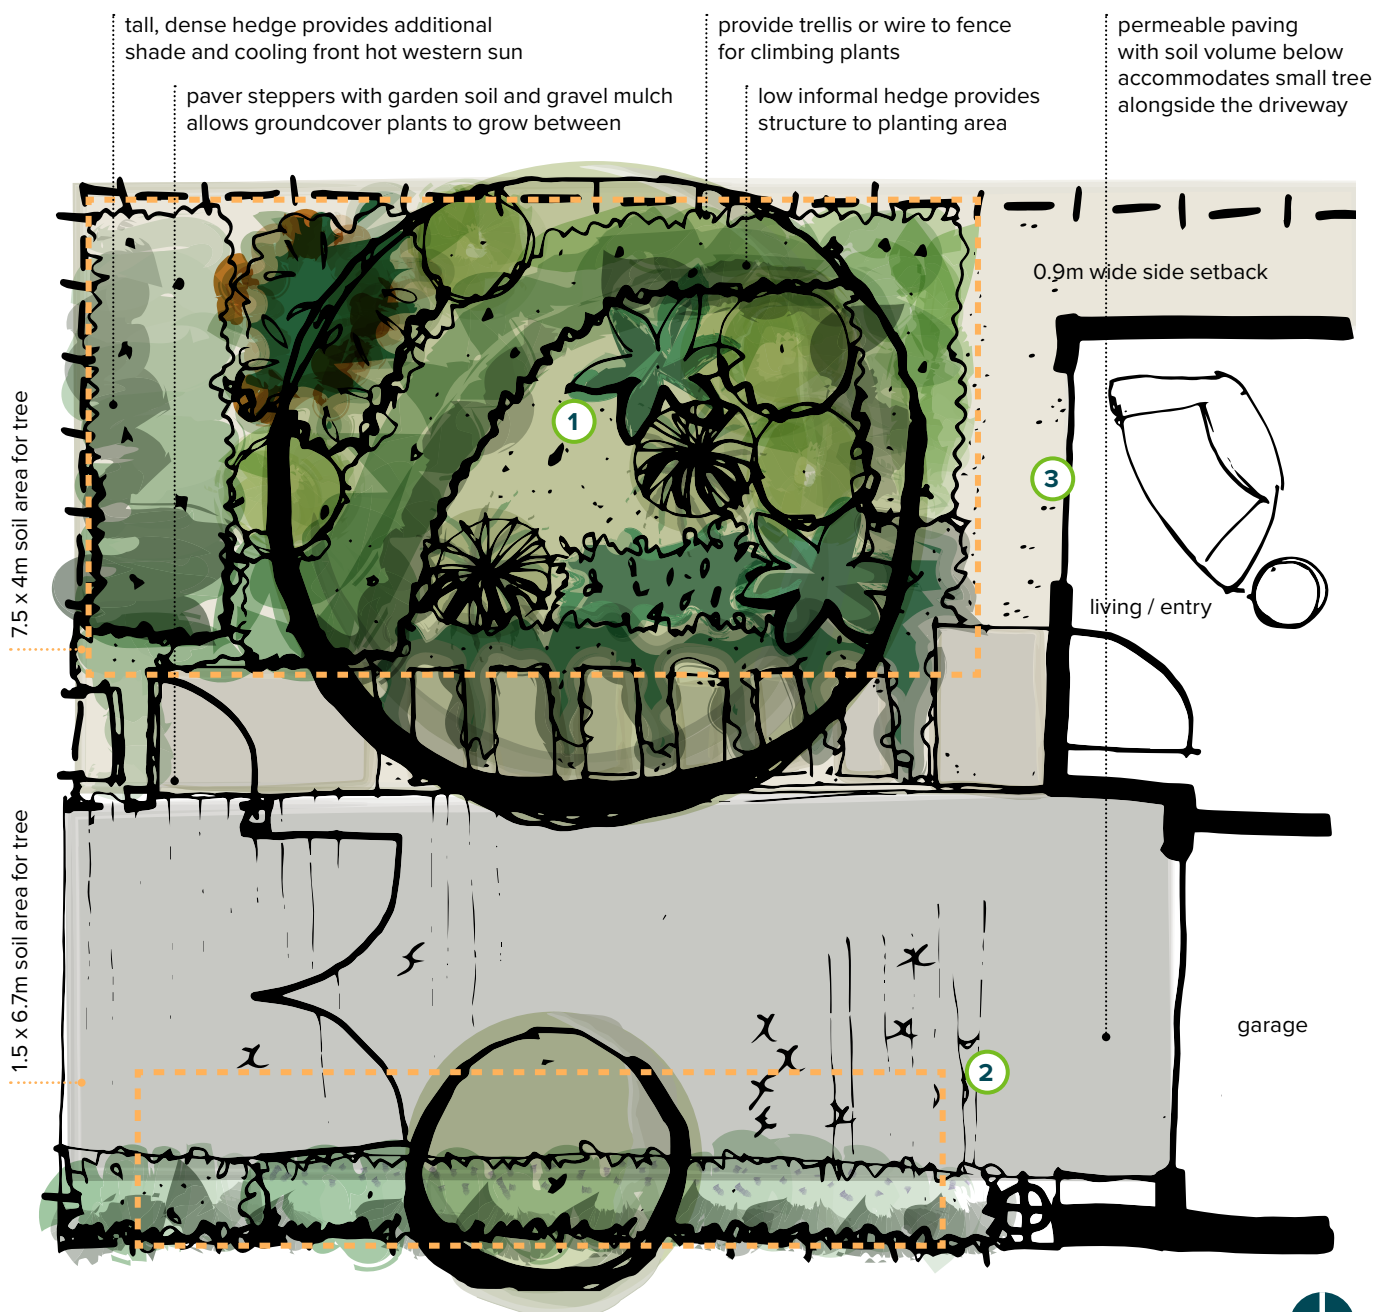 tall, dense hedge provides additional
shade and cooling front hot western sun
paver steppers with garden soil and gravel mulch
allows groundcover plants to grow between
provide trellis or wire to fence
for climbing plants
low informal hedge provides
structure to planting area
permeable paving
with soil volume below
accommodates small tree
alongside the driveway
0.9m wide side setback
7.5 x 4m soil area for tree
1
3
living / entry
1.5 x 6.7m soil area for tree
garage
2